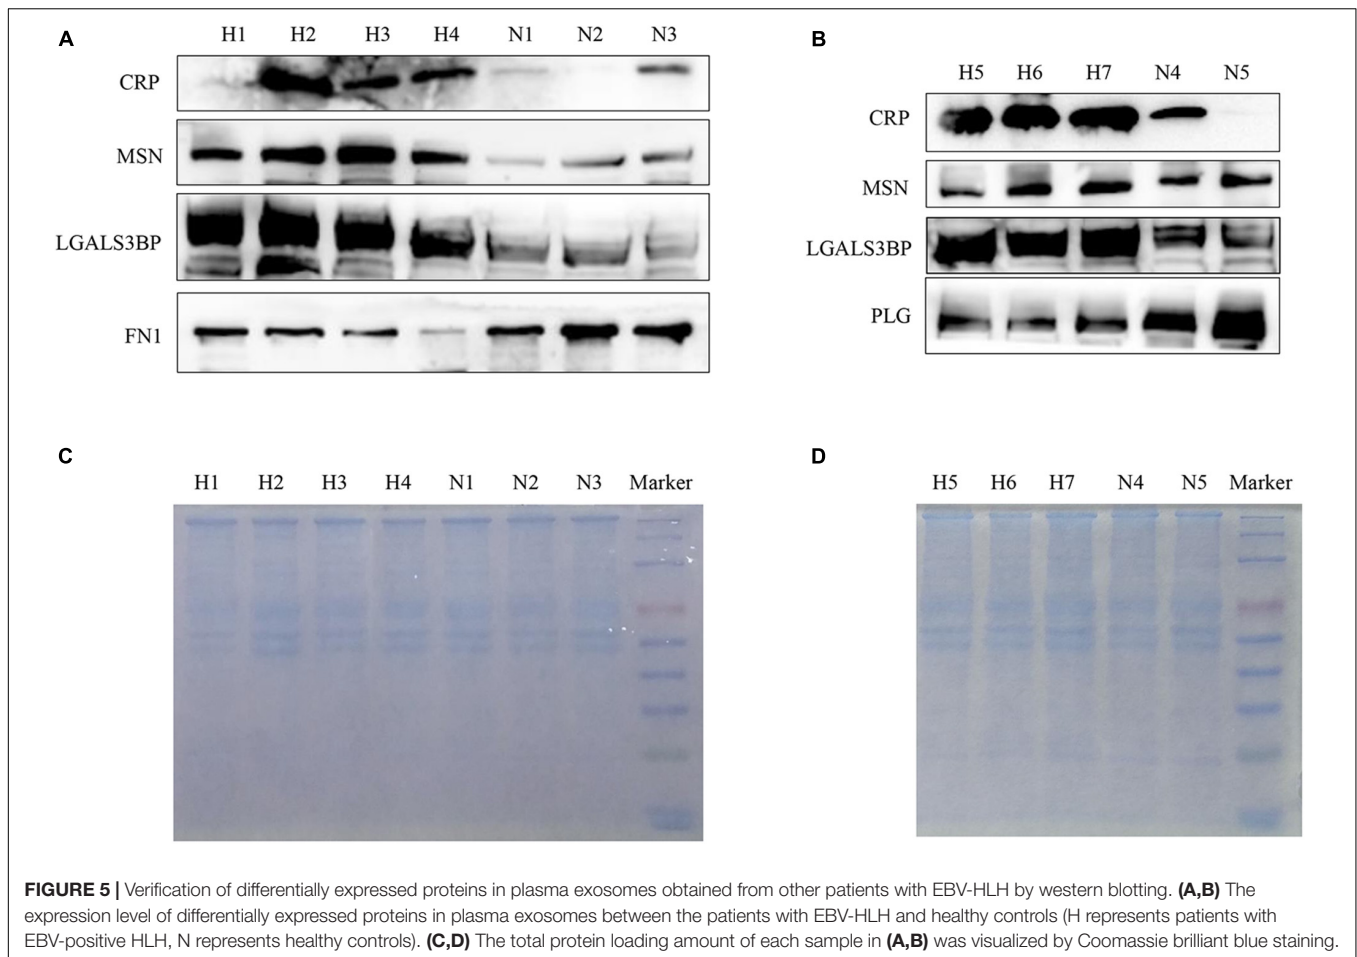 A
H1 H2 H3 H4 N1 N2 N3
CRP
MSN
LGALS3BP
FN1
B
H5 H6 H7 N4 N5
CRP
MSN
LGALS3BP
PLG
C
H1 H2 H3 H4 N1 N2 N3 Marker
D
H5 H6 H7 N4 N5 Marker
FIGURE 5 | Verification of differentially expressed proteins in plasma exosomes obtained from other patients with EBV-HLH by western blotting. (A,B) The
expression level of differentially expressed proteins in plasma exosomes between the patients with EBV-HLH and healthy controls (H represents patients with
EBV-positive HLH, N represents healthy controls). (C,D) The total protein loading amount of each sample in (A,B) was visualized by Coomassie brilliant blue staining.